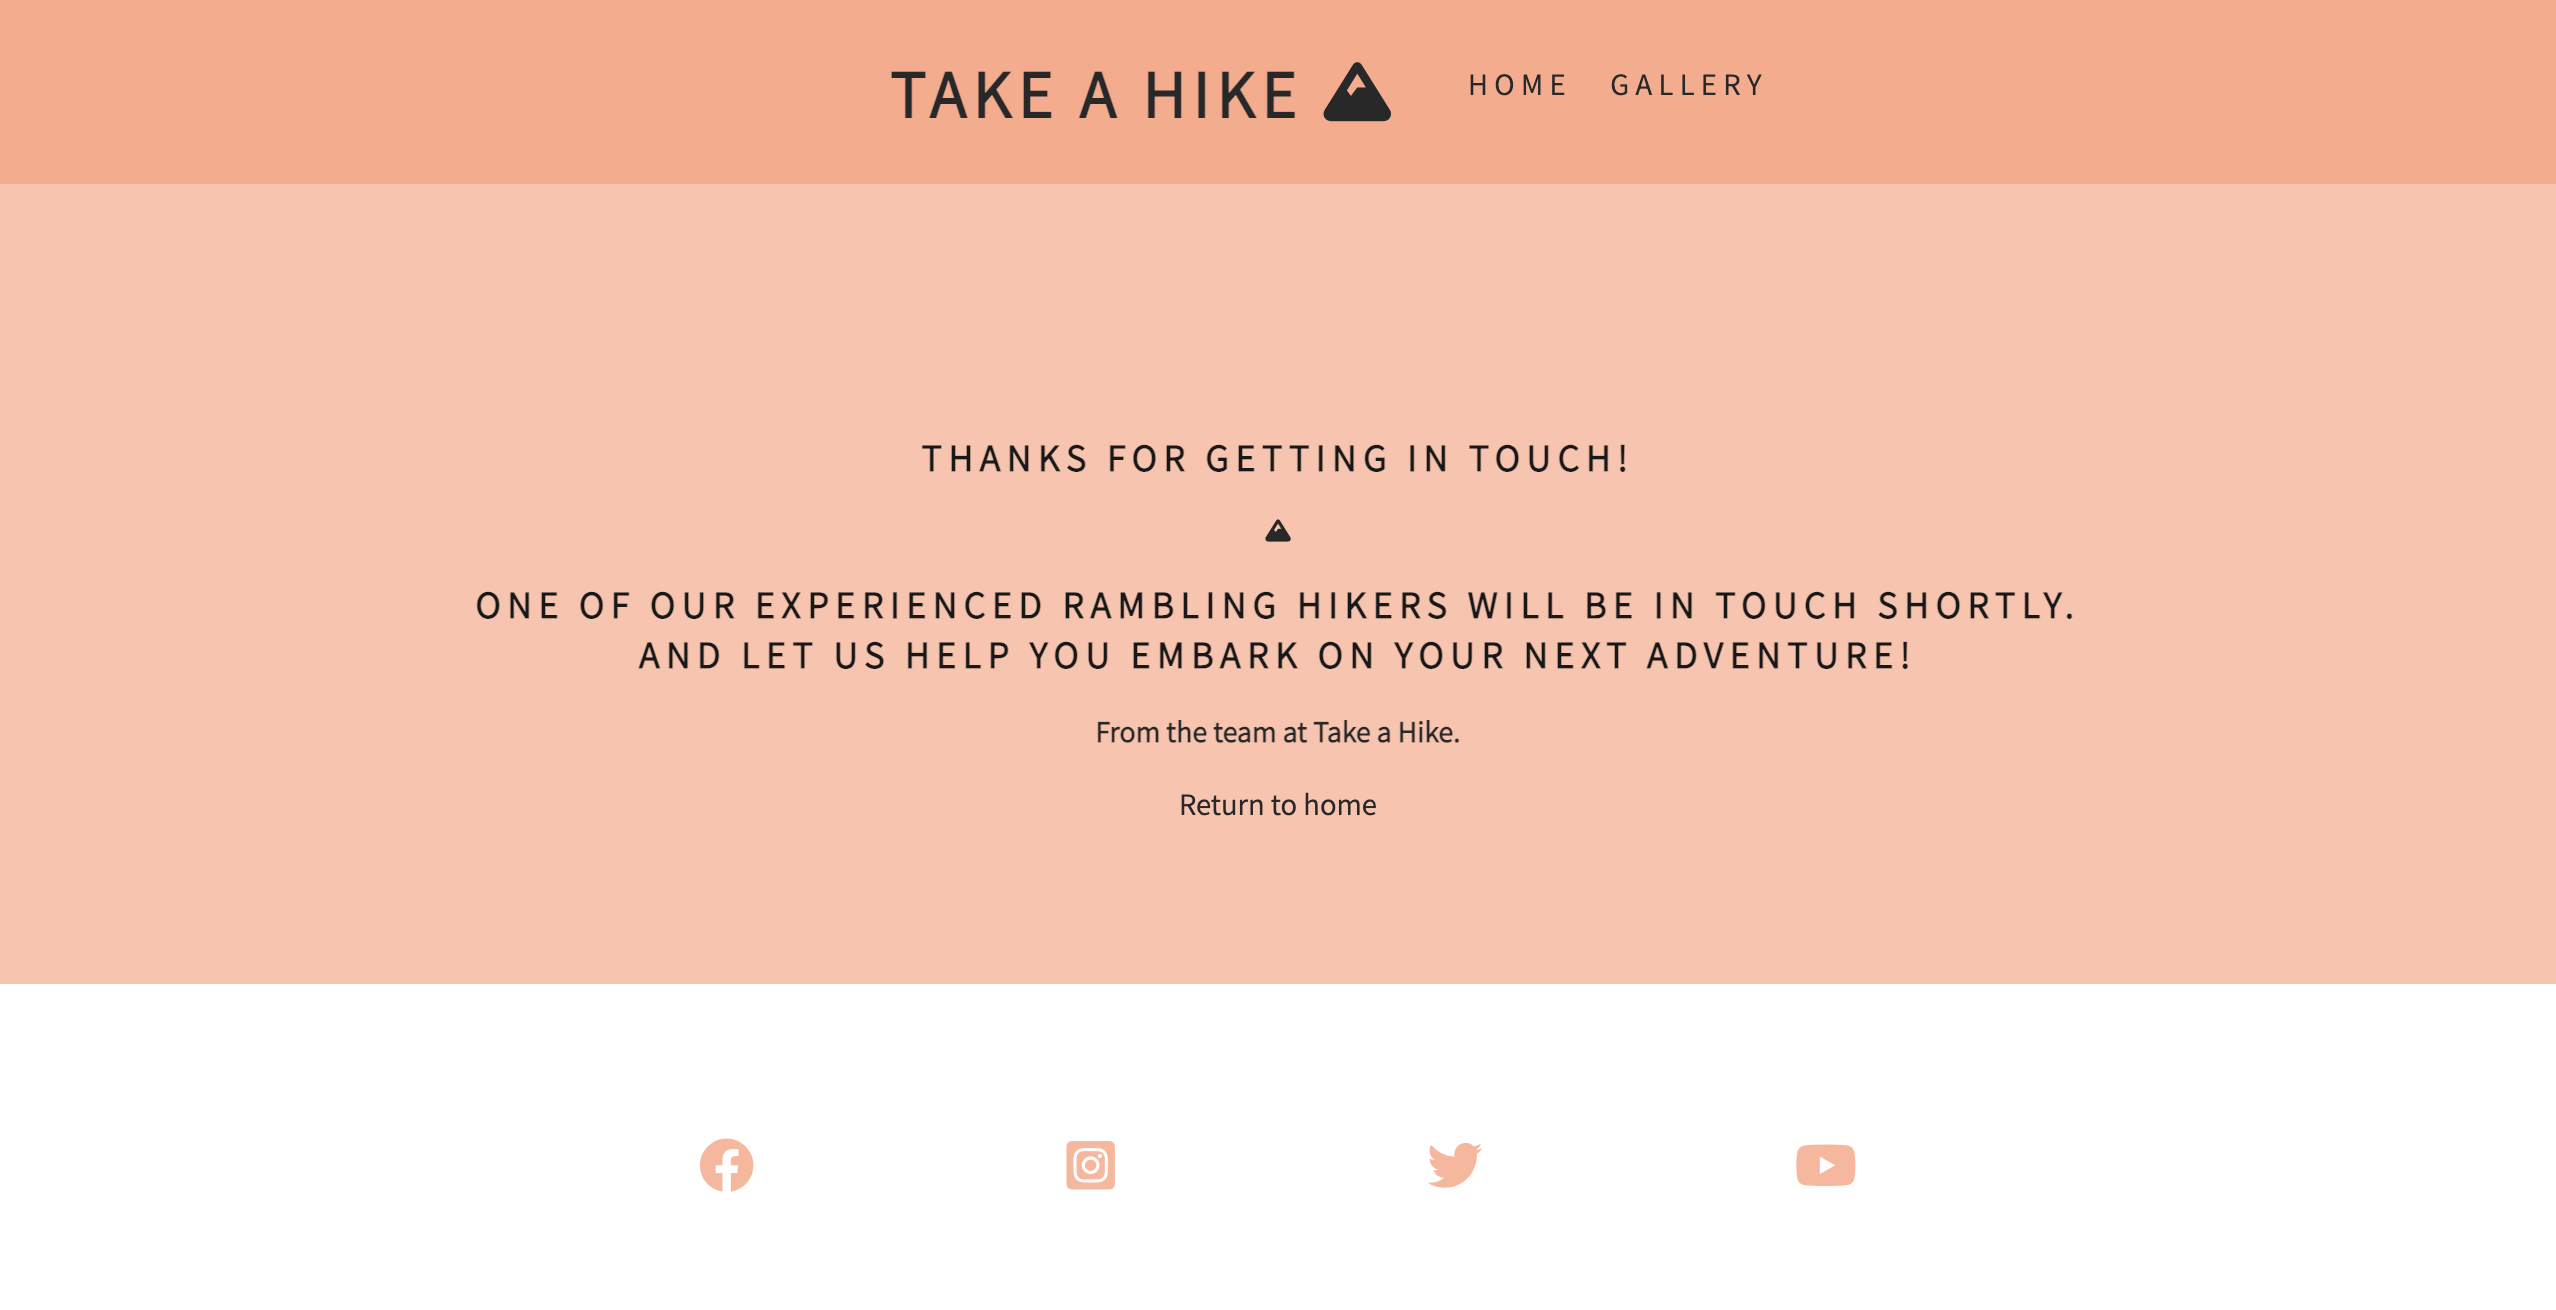 TAKE A HIKE
HOME GALLERY
THANKS FOR GETTING IN TOUCH!
ONE OF OUR EXPERIENCED RAMBLING HIKERS WILL BE IN TOUCH SHORTLY.
AND LET US HELP YOU EMBARK ON YOUR NEXT ADVENTURE!
From the team at Take a Hike.
Return to home